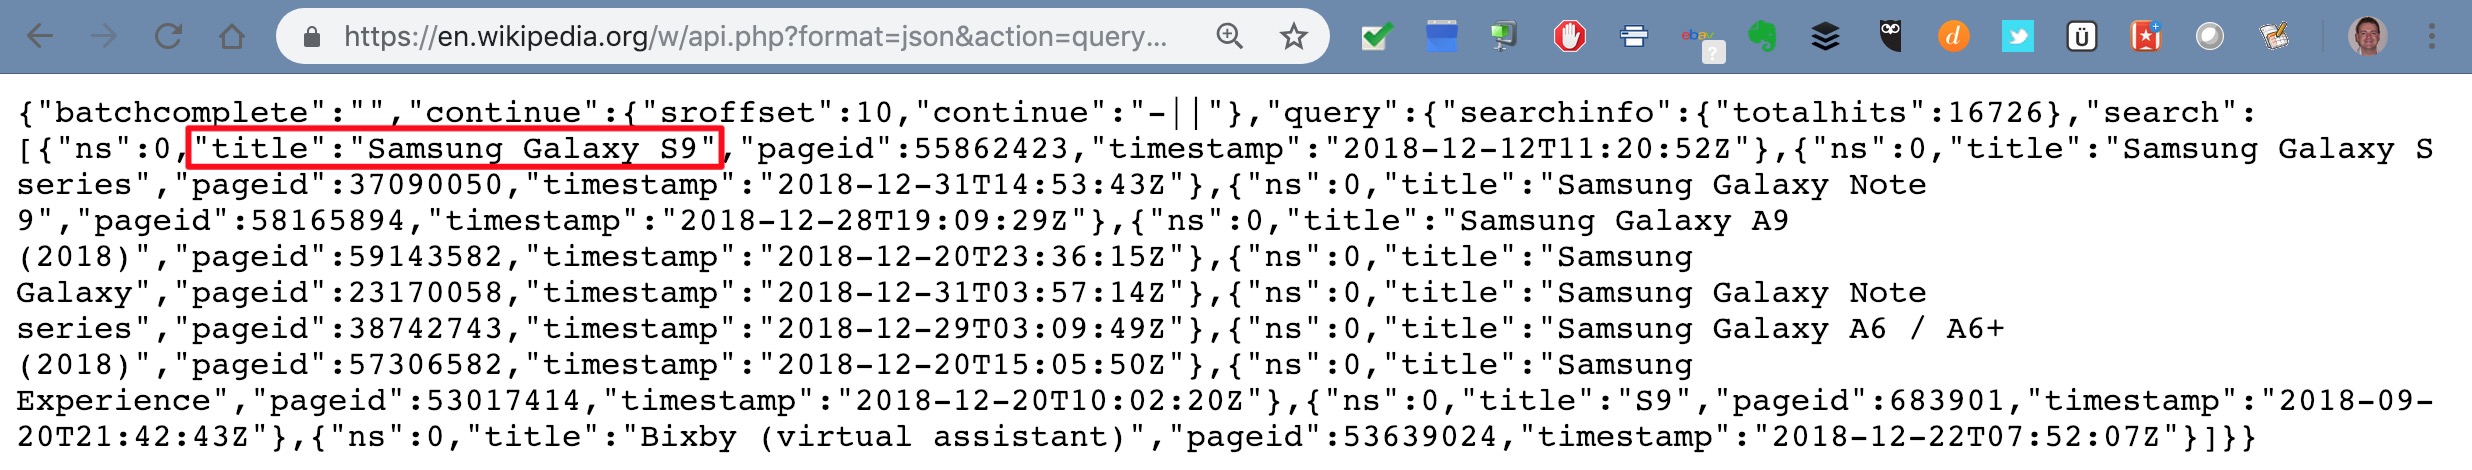 https://en.wikipedia.org/w/api.php?format=json&action=query...
ebay
?
d
Ü
{"batchcomplete":"","continue":{"sroffset":10,"continue":"-||"},"query":{"searchinfo":{"totalhits":16726},"search":
[{"ns":0,"title":"Samsung Galaxy S9","pageid":55862423,"timestamp":"2018-12-12T11:20:52Z"},{"ns":0,"title":"Samsung Galaxy S
series","pageid":37090050,"timestamp":"2018-12-31T14:53:43Z"},{"ns":0,"title":"Samsung Galaxy Note
9","pageid":58165894,"timestamp":"2018-12-28T19:09:29Z"},{"ns":0,"title":"Samsung Galaxy A9
(2018)","pageid":59143582,"timestamp":"2018-12-20T23:36:15Z"},{"ns":0,"title":"Samsung
Galaxy","pageid":23170058,"timestamp":"2018-12-31T03:57:14Z"},{"ns":0,"title":"Samsung Galaxy Note
series","pageid":38742743,"timestamp":"2018-12-29T03:09:49Z"},{"ns":0,"title":"Samsung Galaxy A6 / A6+
(2018)","pageid":57306582,"timestamp":"2018-12-20T15:05:50Z"},{"ns":0,"title":"Samsung
Experience","pageid":53017414,"timestamp":"2018-12-20T10:02:20Z"},{"ns":0,"title":"S9","pageid":683901,"timestamp":"2018-09-
20T21:42:43Z"},{"ns":0,"title":"Bixby (virtual assistant)","pageid":53639024,"timestamp":"2018-12-22T07:52:07Z"}]}}